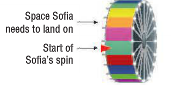 Space Sofia
needs to land on
Start of
Sofia's spin